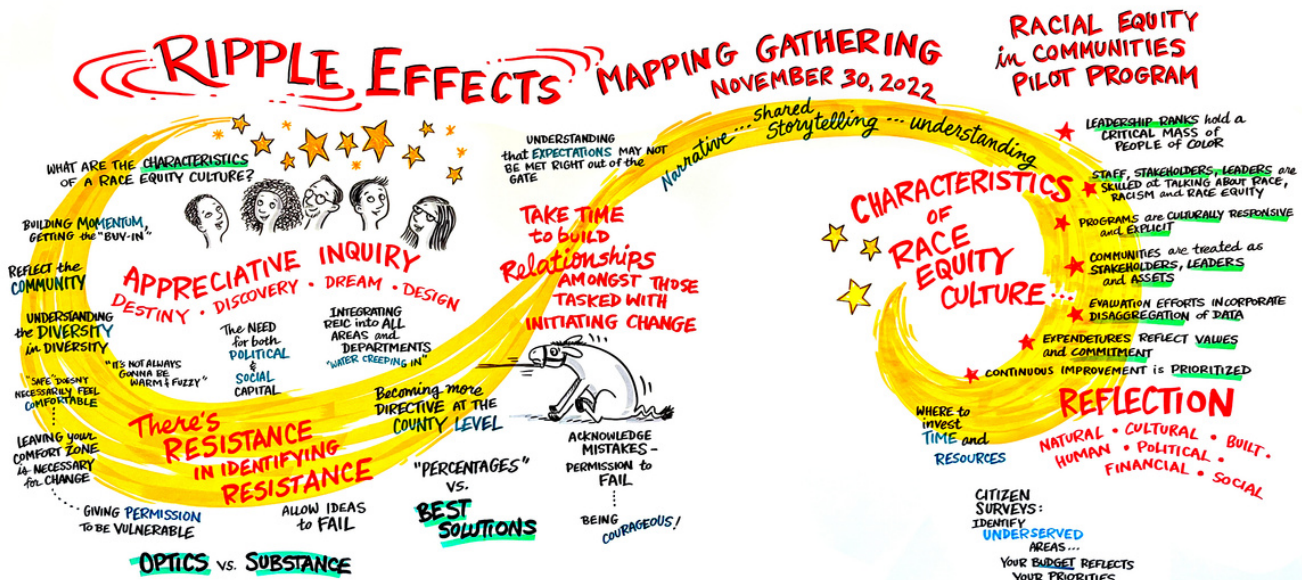 RIPPLE EFFECTS
MAPPING GATHERING
NOVEMBER 30, 2022
RACIAL EQUITY
in COMMUNITIES
PILOT PROGRAM
WHAT ARE THE CHARACTERISTICS
OF A RACE EQUITY CULTURE?
BUILDING MOMENTUM,
GETTING the "BUY-IN"
REFLECT the
COMMUNITY
UNDERSTANDING
the DIVERSITY
in DIVERSITY
APPRECIATIVE INQUIRY
DESTINY • DISCOVERY • DREAM • DESIGN
"IT'S NOT ALWAYS
GONNA BE
WARM & FUZZY"
The NEED
for both
POLITICAL
&
SOCIAL
CAPITAL
INTEGRATING
REIC into ALL
AREAS and
DEPARTMENTS
"WATER CREEPING IN"
"SAFE" DOESN'T
NECESSARILY FEEL
COMFORTABLE
LEAVING your
COMFORT ZONE
is NECESSARY
for CHANGE
GIVING PERMISSION
TO BE VULNERABLE
There's
RESISTANCE
IN IDENTIFYING
RESISTANCE
ALLOW IDEAS
to FAIL
OPTICS vs. SUBSTANCE
Becoming more
DIRECTIVE AT THE
COUNTY LEVEL
"PERCENTAGES"
VS.
BEST
SOLUTIONS
UNDERSTANDING
that EXPECTATIONS MAY NOT
BE MET RIGHT out of the
GATE
TAKE TIME
to build
Relationships
AMONGST THOSE
TASKED WITH
INITIATING CHANGE
ACKNOWLEDGE
MISTAKES –
PERMISSION to
FAIL
BEING
COURAGEOUS!
Narrative... shared
Storytelling ... understanding
CHARACTERISTICS
OF
RACE
EQUITY
CULTURE...
LEADERSHIP RANKS hold a
CRITICAL MASS of
PEOPLE of COLOR
STAFF, STAKEHOLDERS, LEADERS are
SKILLED at TALKING ABOUT RACE,
RACISM and RACE EQUITY
PROGRAMS are CULTURALLY RESPONSIVE
and EXPLICIT
COMMUNITIES are TREATED as
STAKEHOLDERS, LEADERS
and ASSETS
EVALUATION EFFORTS INCORPORATE
DISAGGREGATION of DATA
EXPENDETURES REFLECT VALUES
and COMMITMENT
CONTINUOUS IMPROVEMENT is PRIORITIZED
WHERE to
invest
TIME and
RESOURCES
REFLECTION
NATURAL • CULTURAL • BUILT •
HUMAN • POLITICAL •
FINANCIAL • SOCIAL
CITIZEN
SURVEYS:
IDENTIFY
UNDERSERVED
AREAS...
YOUR BUDGET REFLECTS
YOUR PRIORITIES